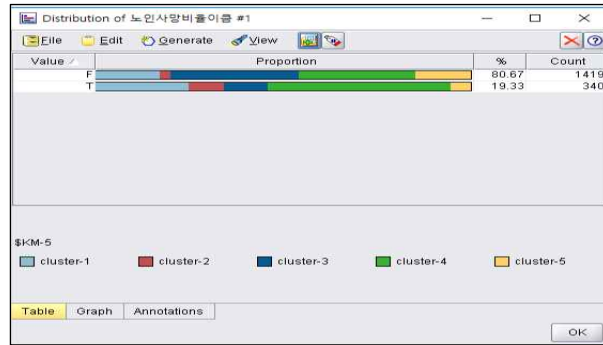 Distribution of 노인사망비율이큼 #1
File Edit Generate View
Value Proportion % Count
F 80.67 1419
T 19.33 340
$KM-5
cluster-1 cluster-2 cluster-3 cluster-4 cluster-5
Table Graph Annotations
OK